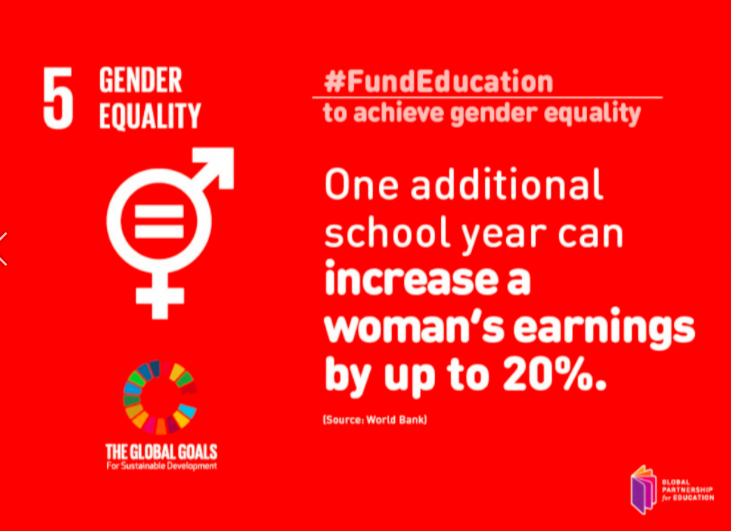 5
GENDER
EQUALITY
#FundEducation
to achieve gender equality
One additional
school year can
increase a
woman's earnings
by up to 20%.
(Source: World Bank)
THE GLOBAL GOALS
For Sustainable Development
GLOBAL
PARTNERSHIP
for EDUCATION